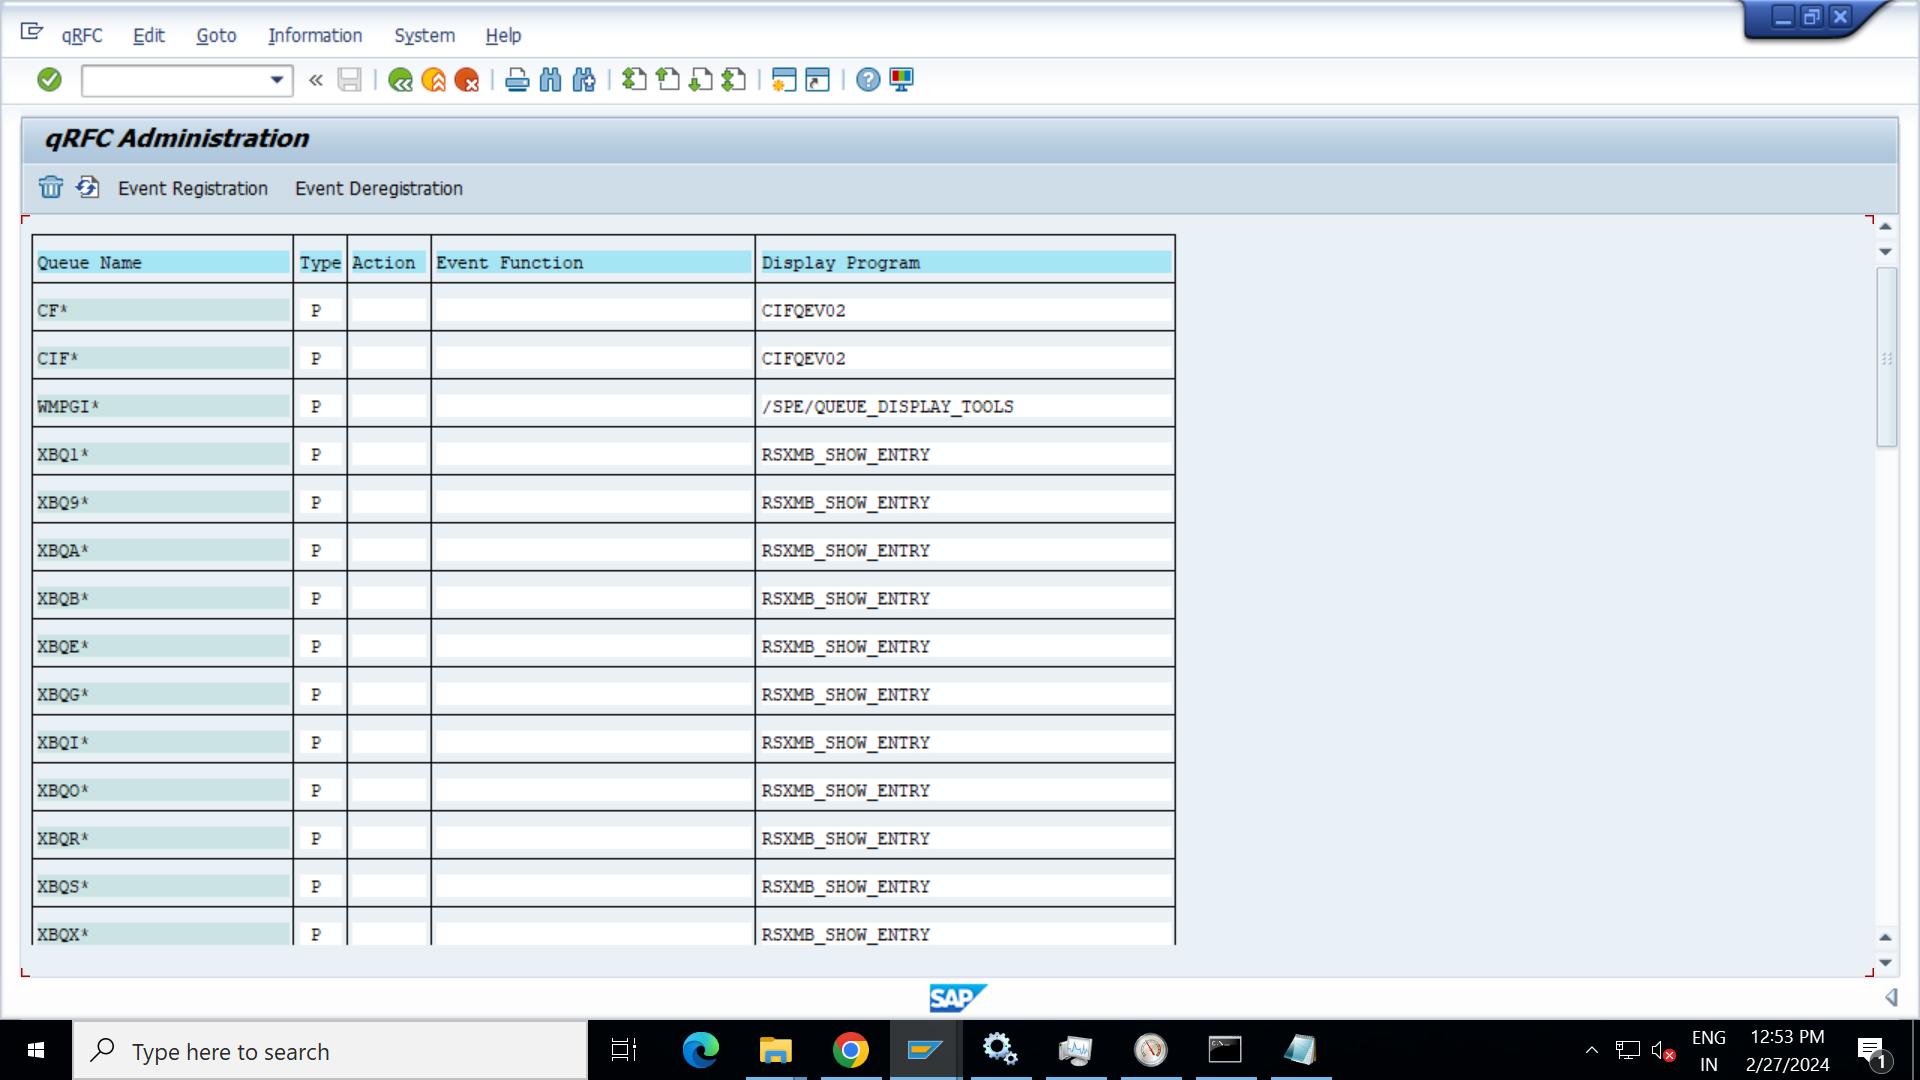 qRFC Edit Goto Information System Help
qRFC Administration
Event Registration Event Deregistration
Queue Name Type Action Event Function Display Program
CF* P CIFQEV02
CIF* P CIFQEV02
WMPGI* P /SPE/QUEUE_DISPLAY_TOOLS
XBQ1* P RSXMB_SHOW_ENTRY
XBQ9* P RSXMB_SHOW_ENTRY
XBQA* P RSXMB_SHOW_ENTRY
XBQB* P RSXMB_SHOW_ENTRY
XBQE* P RSXMB_SHOW_ENTRY
XBQG* P RSXMB_SHOW_ENTRY
XBQI* P RSXMB_SHOW_ENTRY
XBQO* P RSXMB_SHOW_ENTRY
XBQR* P RSXMB_SHOW_ENTRY
XBQS* P RSXMB_SHOW_ENTRY
XBQX* P RSXMB_SHOW_ENTRY
SAP
Type here to search
ENG
IN
12:53 PM
2/27/2024
1